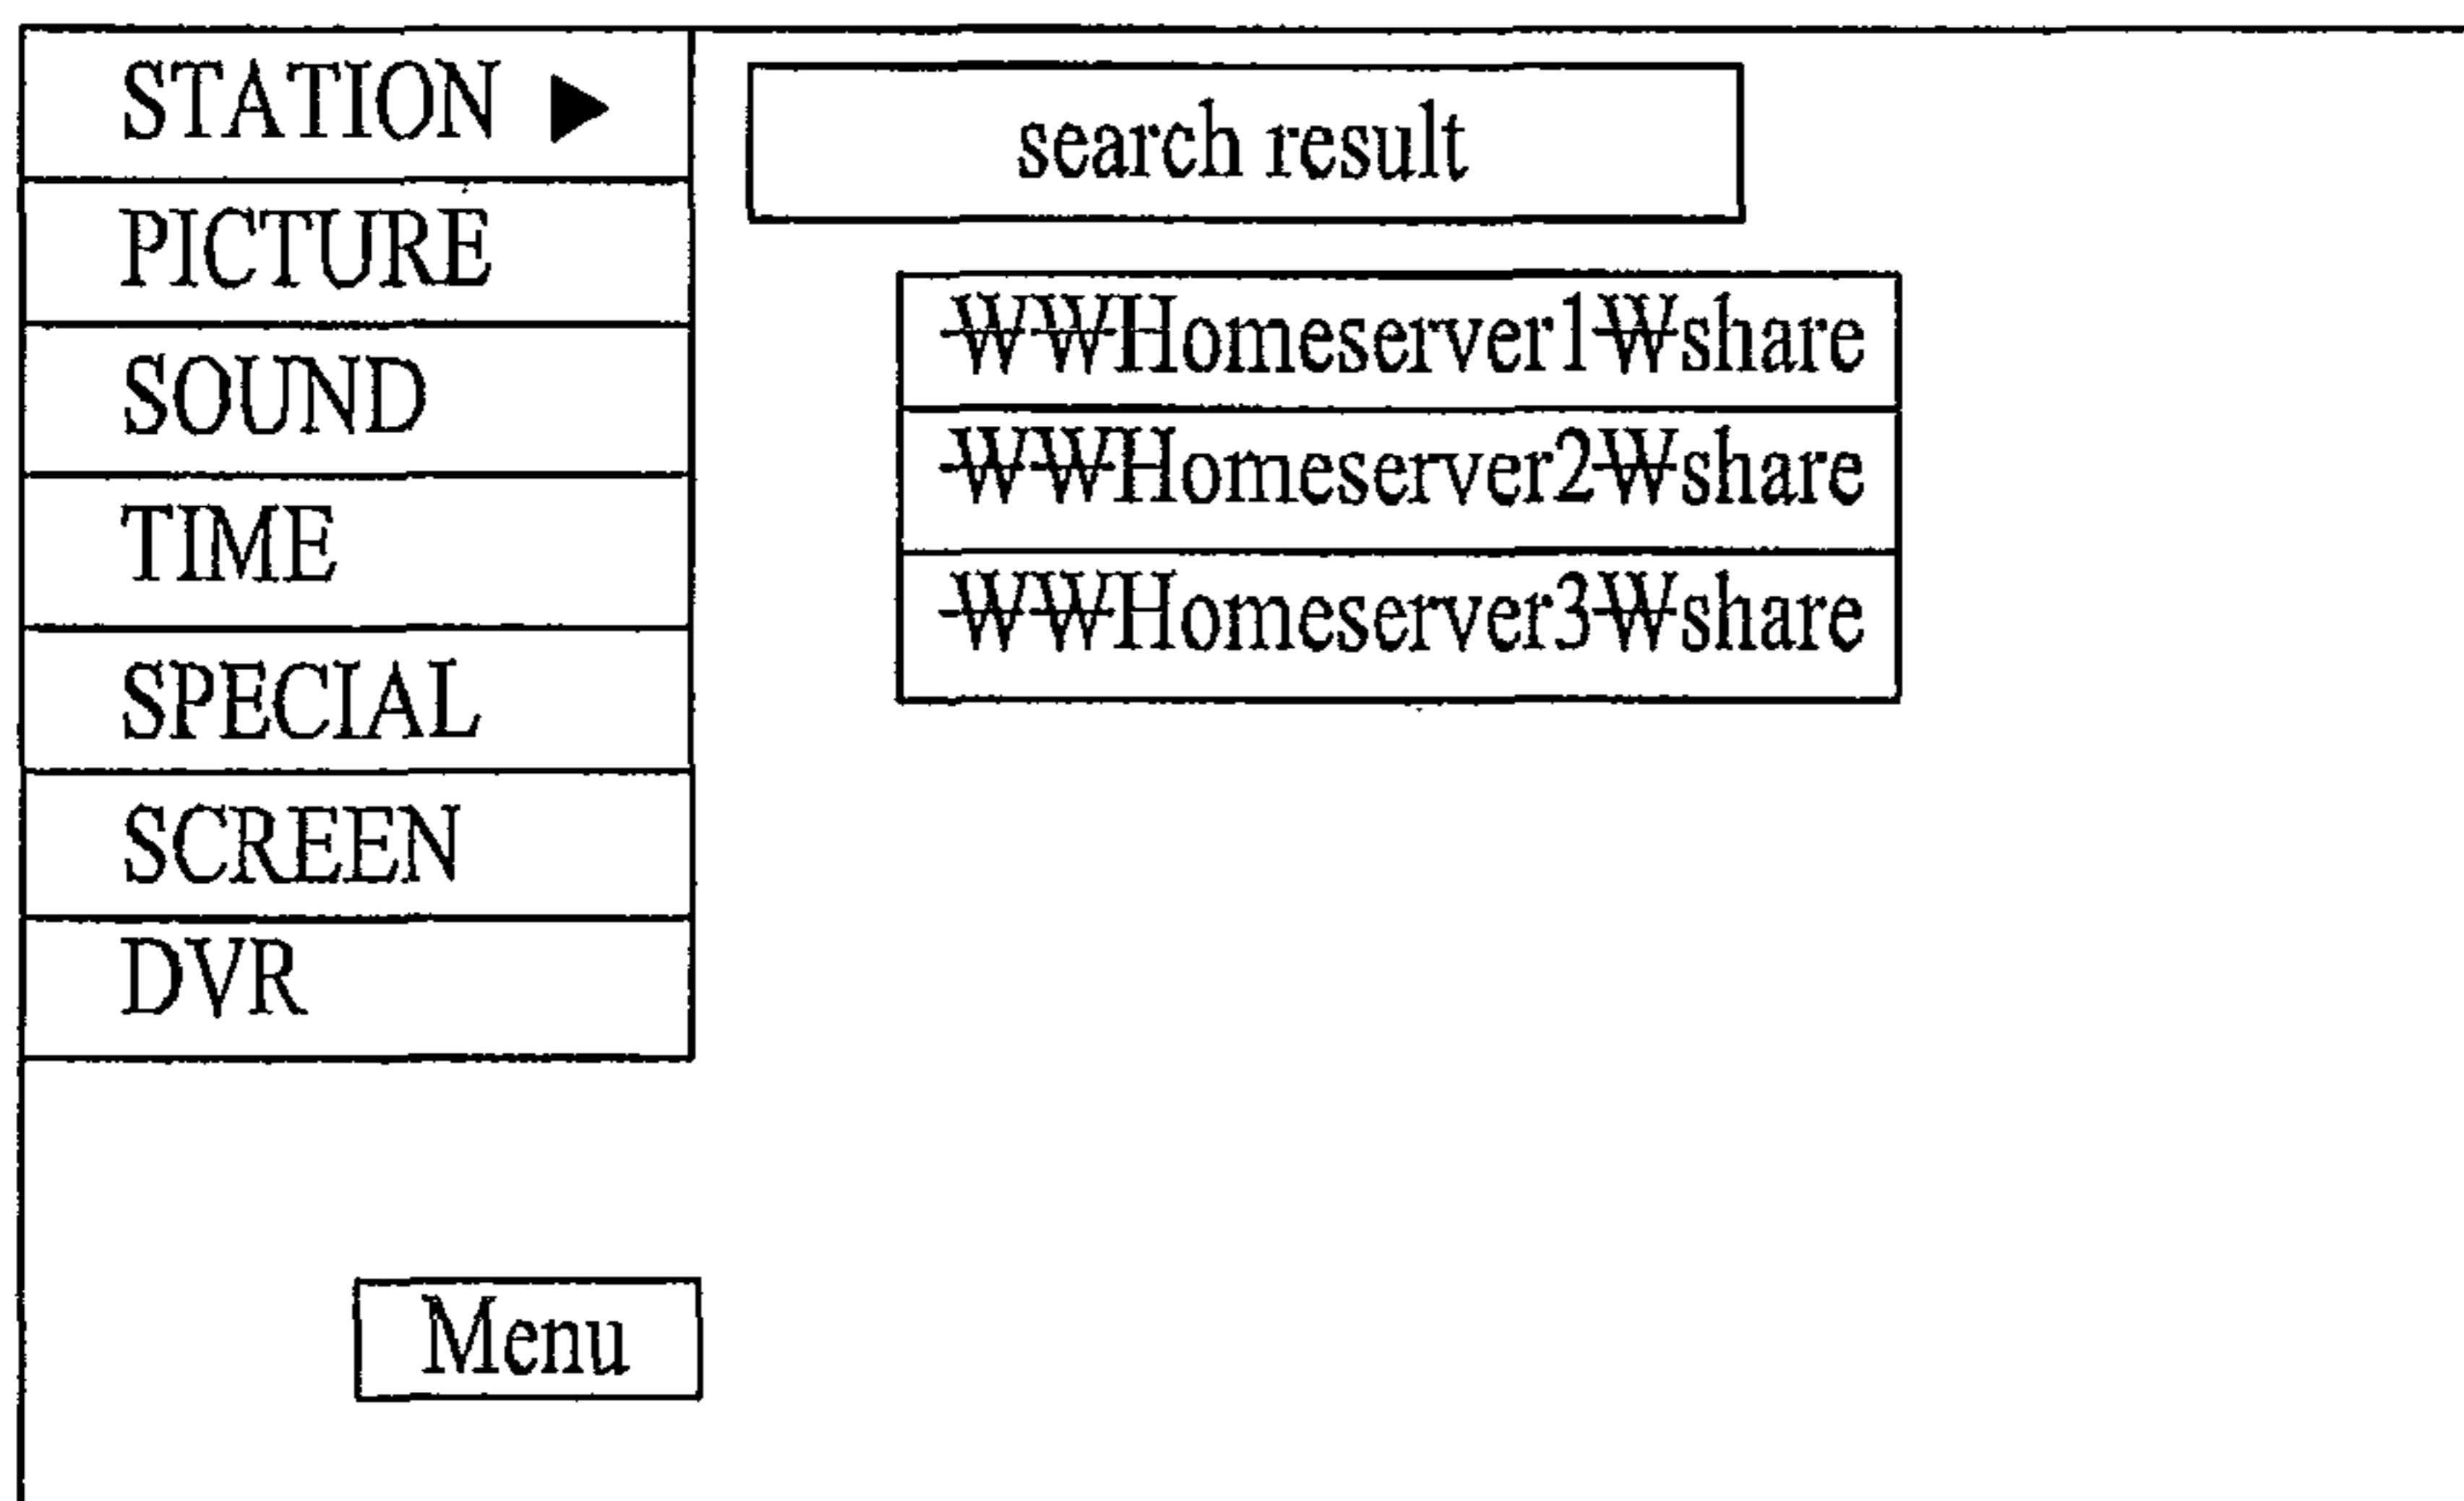 STATION ▶
PICTURE
SOUND
TIME
SPECIAL
SCREEN
DVR
search result
₩₩Homeserver1₩share
₩₩Homeserver2₩share
₩₩Homeserver3₩share
Menu